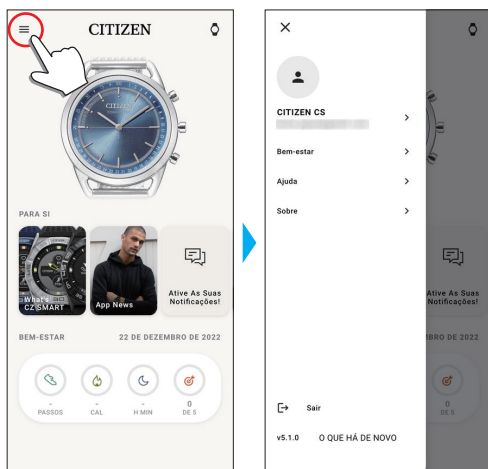 CITIZEN
CITIZEN
PARA SI
What's
CZ SMART
App News
Ative As Suas
Notificações!
BEM-ESTAR
22 DE DEZEMBRO DE 2022
-
PASSOS
-
CAL
-
H MIN
0
DE 5
CITIZEN CS
Bem-estar
Ajuda
Sobre
Sair
v5.1.0
O QUE HÁ DE NOVO
Ative As Suas
Notificações!
BRO DE 2022
0
DE 5